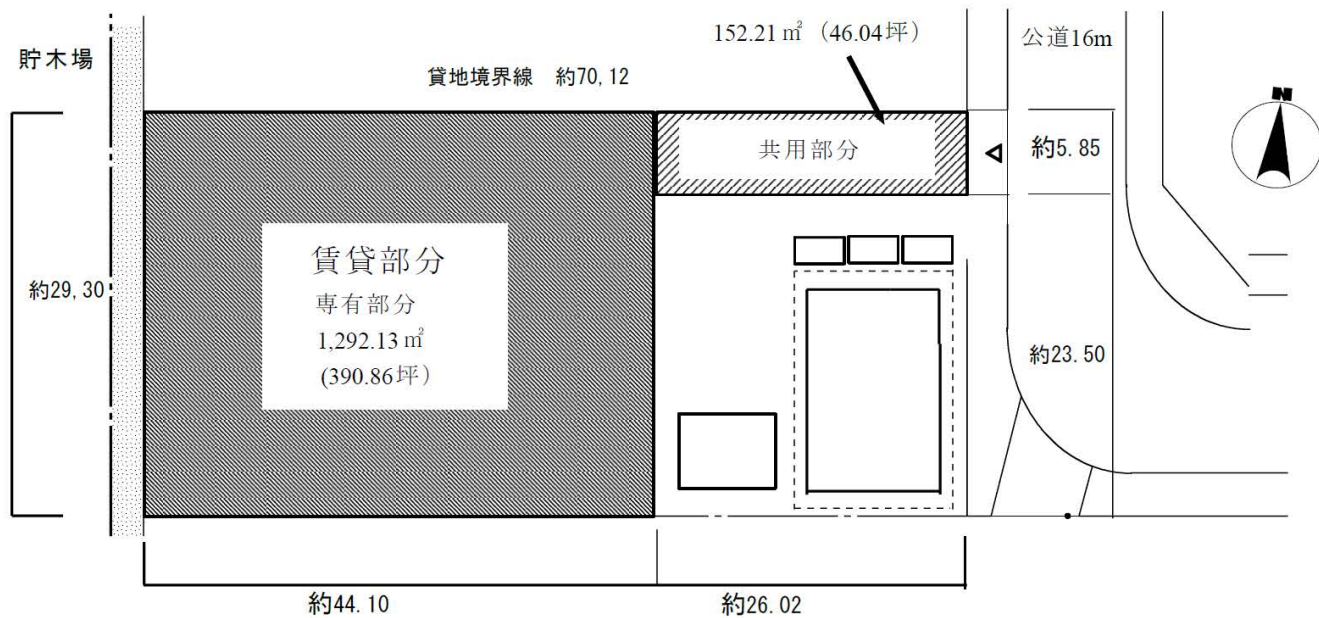 152.21㎡（46.04坪）
公道16m
貯木場
貸地境界線　約70,12
N
共用部分
約5.85
賃貸部分
専有部分
1,292.13㎡
(390.86坪）
約29,30
約23.50
約44.10
約26.02